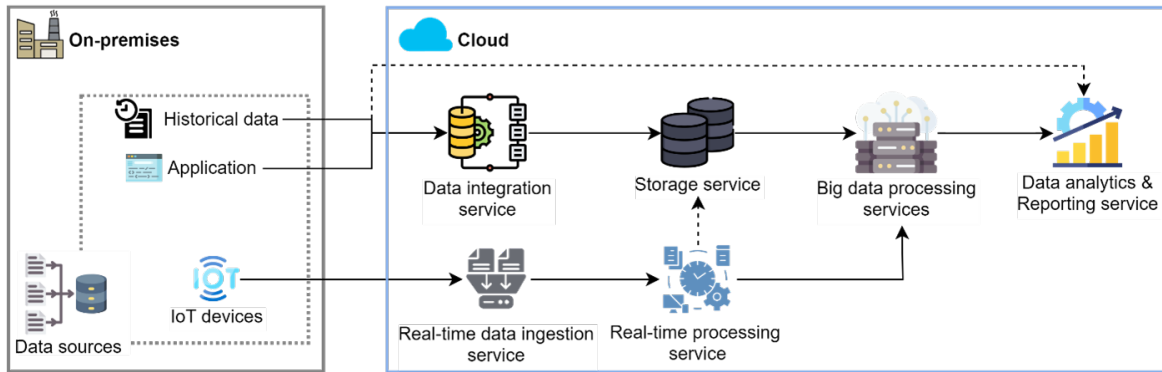 On-premises
Cloud
Historical data
Application
Data integration
service
Storage service
Big data processing
services
Data analytics &
Reporting service
IOT
IoT devices
Data sources
Real-time data ingestion
service
Real-time processing
service